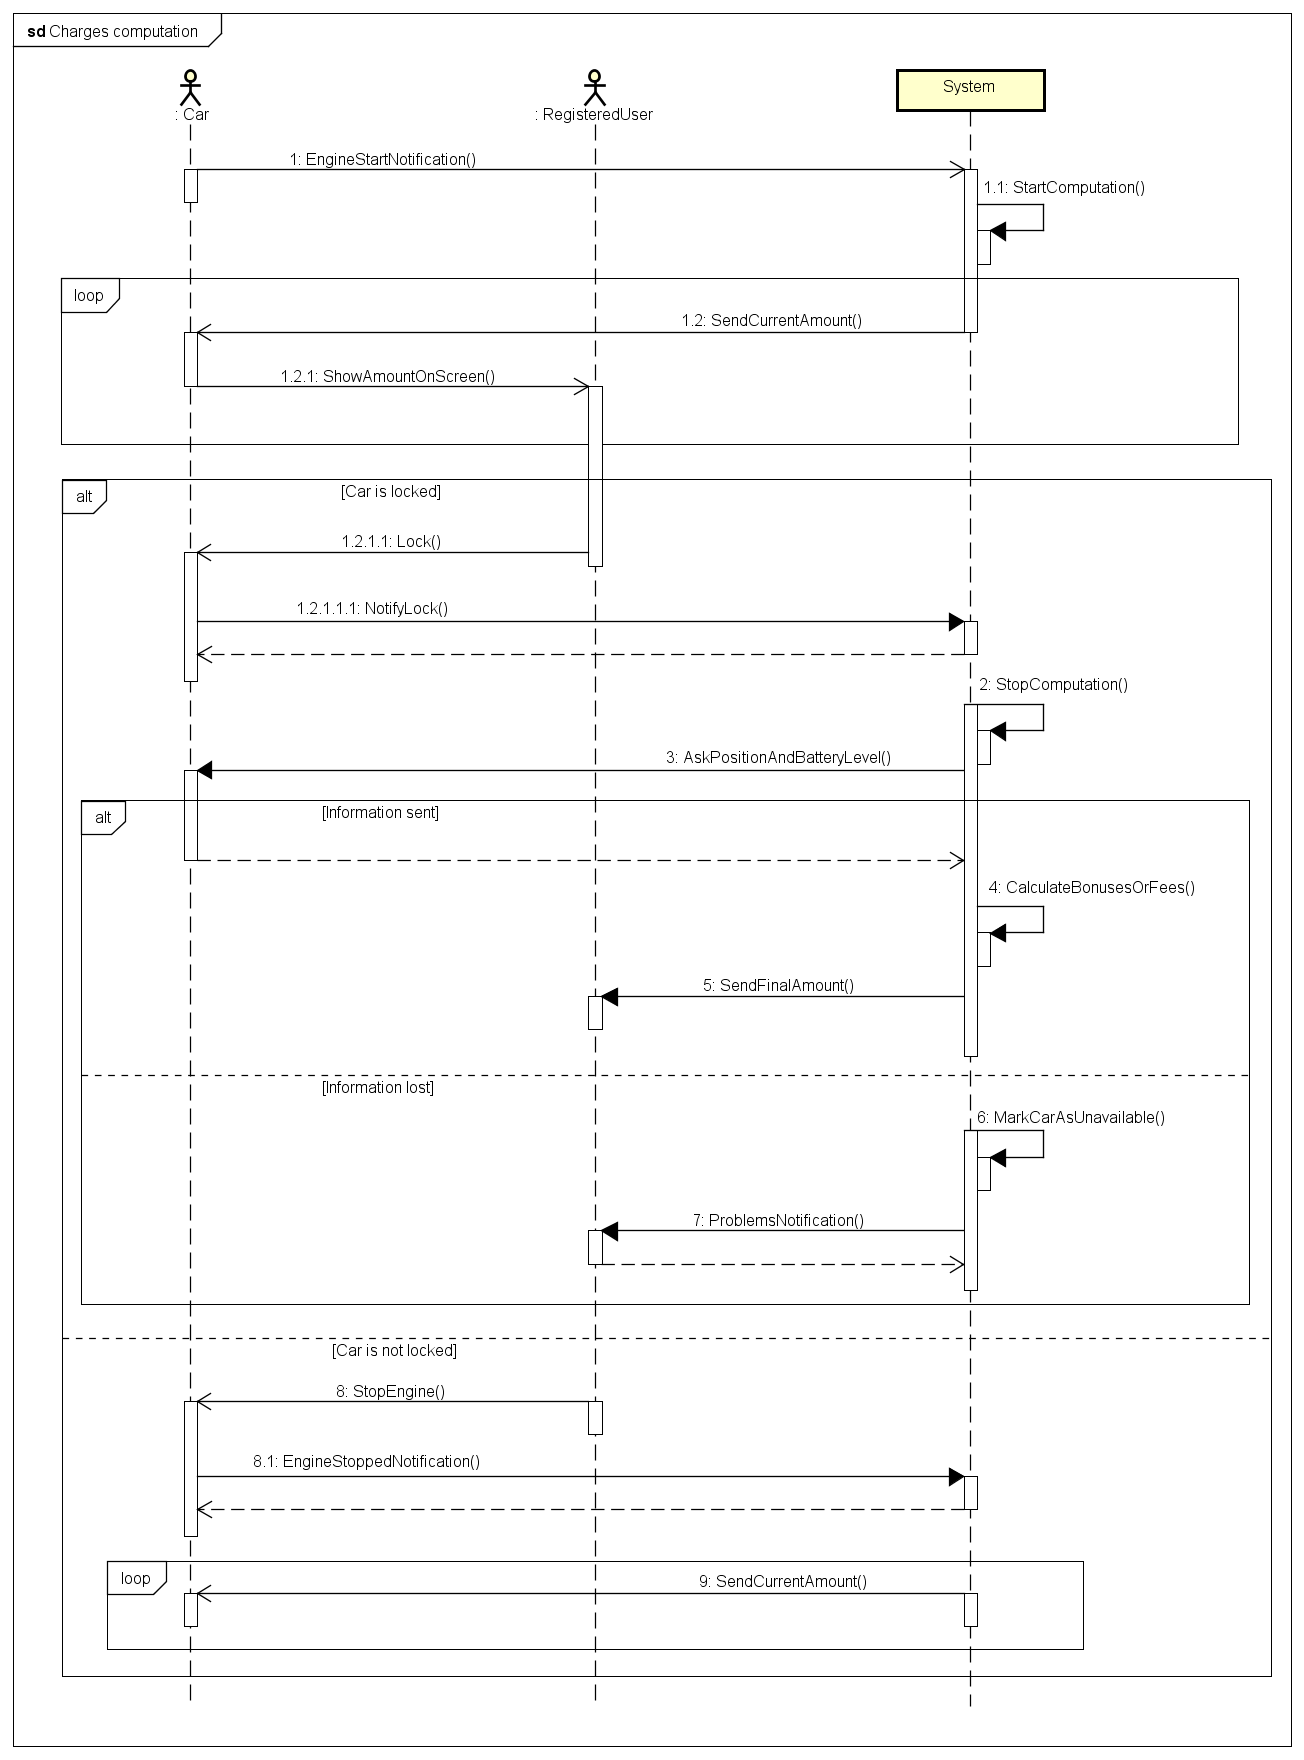 sd Charges computation
: Car
: RegisteredUser
System
1: EngineStartNotification()
1.1: StartComputation()
loop
1.2: SendCurrentAmount()
1.2.1: ShowAmountOnScreen()
alt
[Car is locked]
1.2.1.1: Lock()
1.2.1.1.1: NotifyLock()
2: StopComputation()
3: AskPositionAndBatteryLevel()
alt
[Information sent]
4: CalculateBonusesOrFees()
5: SendFinalAmount()
[Information lost]
6: MarkCarAsUnavailable()
7: ProblemsNotification()
[Car is not locked]
8: StopEngine()
8.1: EngineStoppedNotification()
loop
9: SendCurrentAmount()